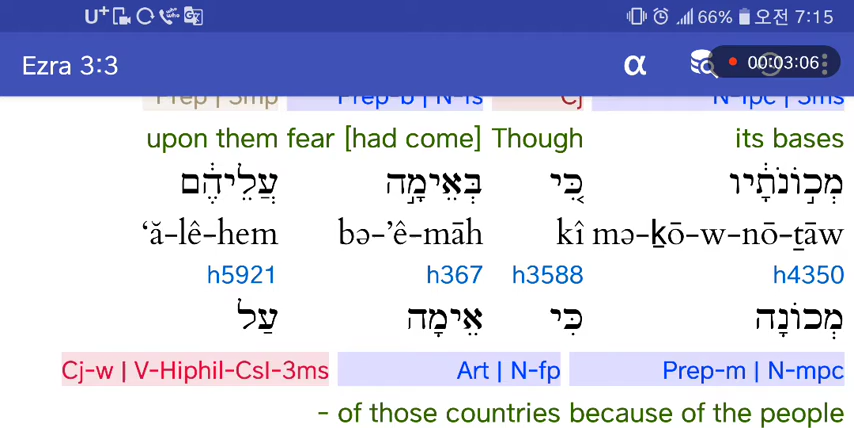 U+ 66% 오전 7:15
Ezra 3:3 α 00:03:06
Prep | 3mp Prep-b | N-fs Cj N-fpc | 3ms
upon them fear [had come] Though its bases
מְכ֣וֹנֹתָ֔יו כִּ֚י בְּאֵימָ֣ה עֲלֵיהֶ֔ם
‘ă-lê-hem bə-’ê-māh kî mə-ḵō-w-nō-ṯāw
h5921 h367 h3588 h4350
מְכוֹנָה כִּי אֵימָה עַל
Cj-w | V-Hiphil-CsI-3ms Art | N-fp Prep-m | N-mpc
- of those countries because of the people